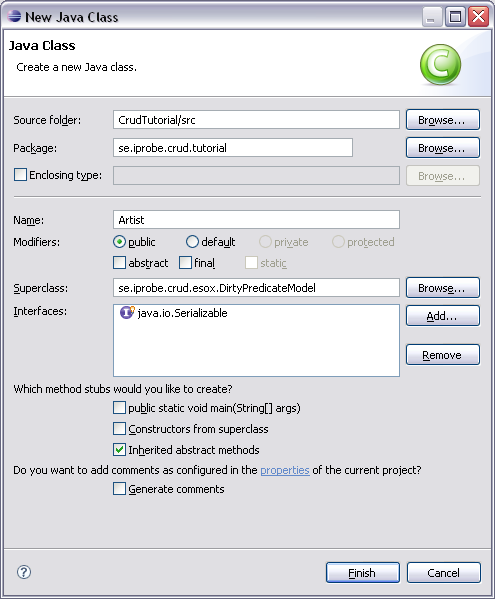 New Java Class
Java Class
Create a new Java class.
C
Source folder: CrudTutorial/src Browse...
Package: se.iprobe.crud.tutorial Browse...
Enclosing type: Browse...
Name: Artist
Modifiers: public default private protected
abstract final static
Superclass: se.iprobe.crud.esox.DirtyPredicateModel Browse...
Interfaces: java.io.Serializable Add...
Remove
Which method stubs would you like to create?
public static void main(String[] args)
Constructors from superclass
Inherited abstract methods
Do you want to add comments as configured in the properties of the current project?
Generate comments
? Finish Cancel